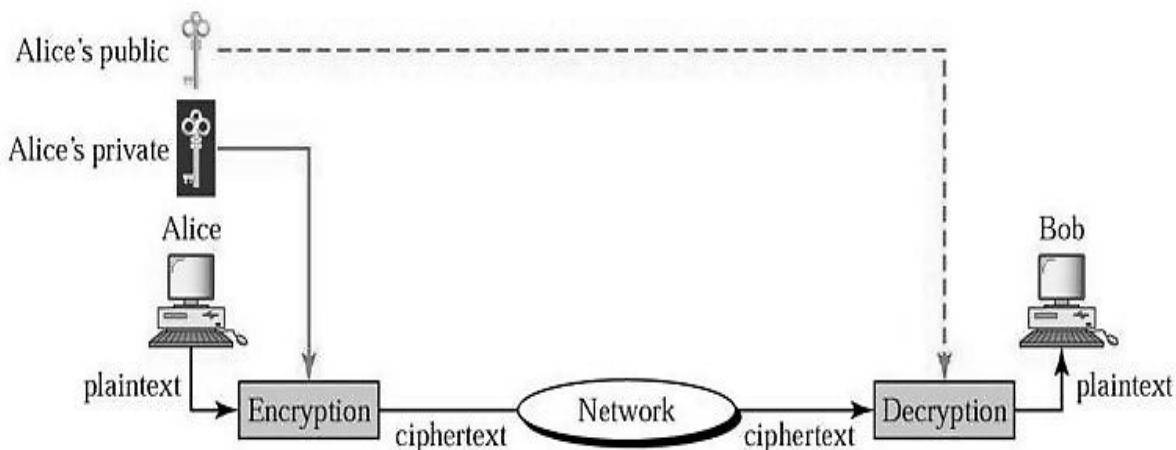 Alice's public
Alice's private
Alice
Bob
plaintext
Encryption
ciphertext
Network
ciphertext
Decryption
plaintext